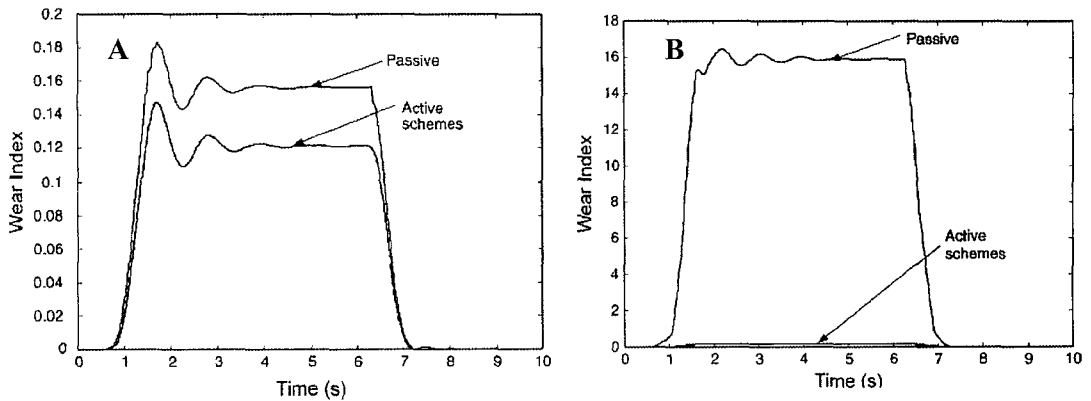 A
Passive
Active
schemes
Wear Index
0.2
0.18
0.16
0.14
0.12
0.1
0.08
0.06
0.04
0.02
0
0 1 2 3 4 5 6 7 8 9 10
Time (s)
B
Passive
Active
schemes
Wear Index
18
16
14
12
10
8
6
4
2
0
0 1 2 3 4 5 6 7 8 9 10
Time (s)